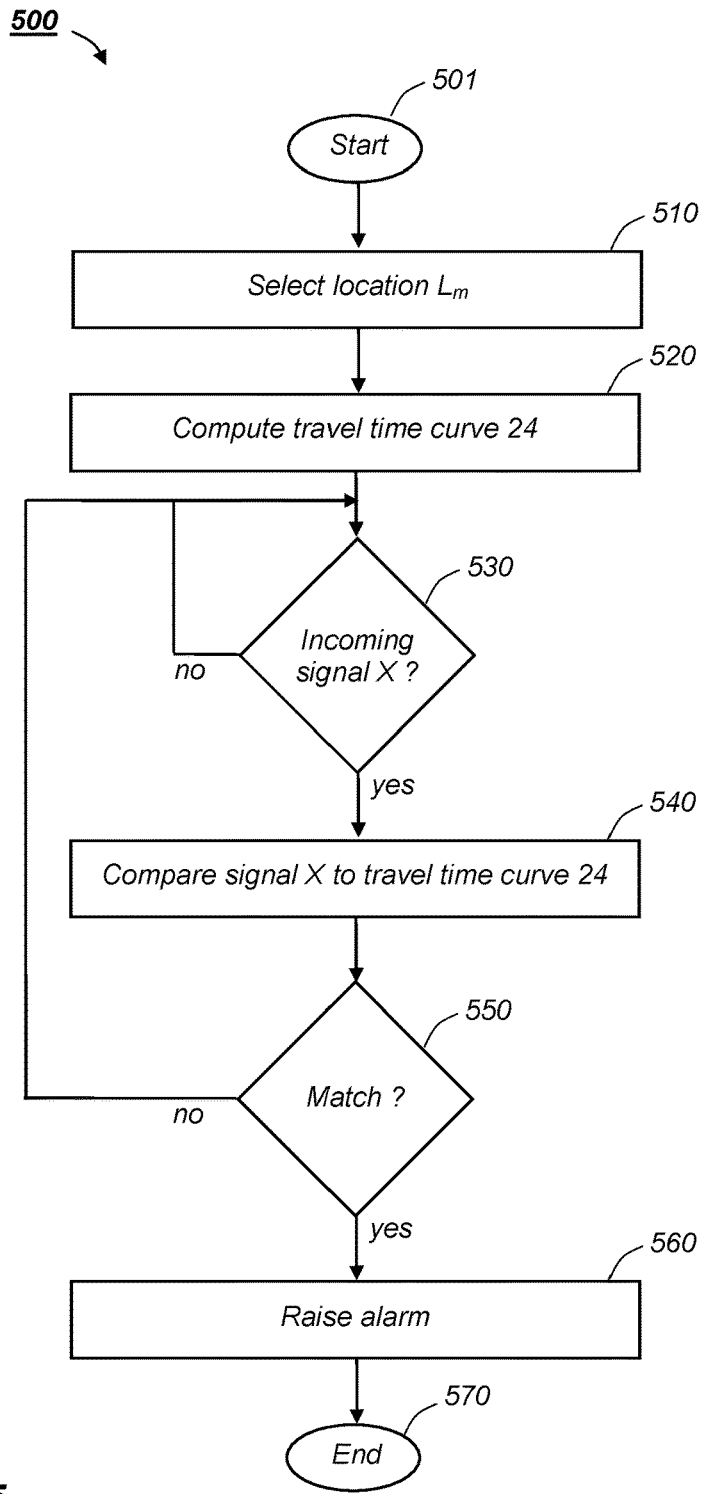 500
501
Start
510
Select location Lm
520
Compute travel time curve 24
530
Incoming
signal X ?
no
yes
540
Compare signal X to travel time curve 24
550
Match ?
no
yes
560
Raise alarm
570
End